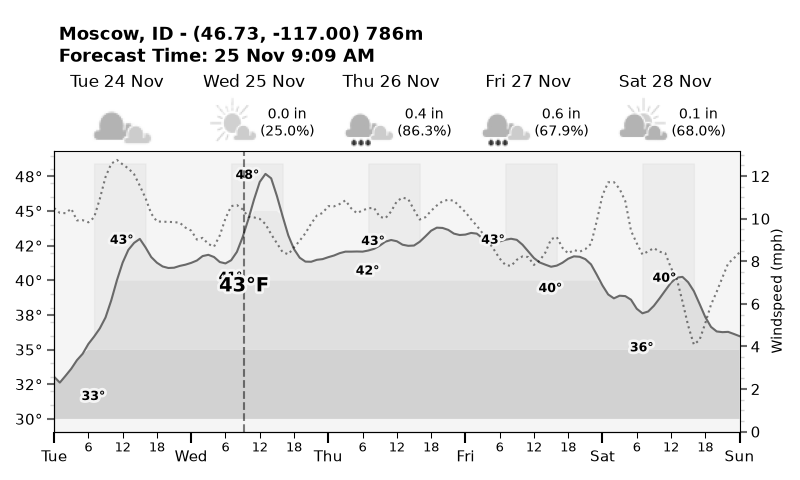 Moscow, ID - (46.73, -117.00) 786m
Forecast Time: 25 Nov 9:09 AM
Tue 24 Nov Wed 25 Nov Thu 26 Nov Fri 27 Nov Sat 28 Nov
0.0 in 0.4 in 0.6 in 0.1 in
(25.0%) (86.3%) (67.9%) (68.0%)
48° 48° 12
45° 10
43° 43° 43°
42° 42° 8
40° 43°F 40° 40°
6
38°
36°
35° 4
33°
32° 2
30° 0
Windspeed (mph)
6 12 18 6 12 18 6 12 18 6 12 18 6 12 18
Tue Wed Thu Fri Sat Sun